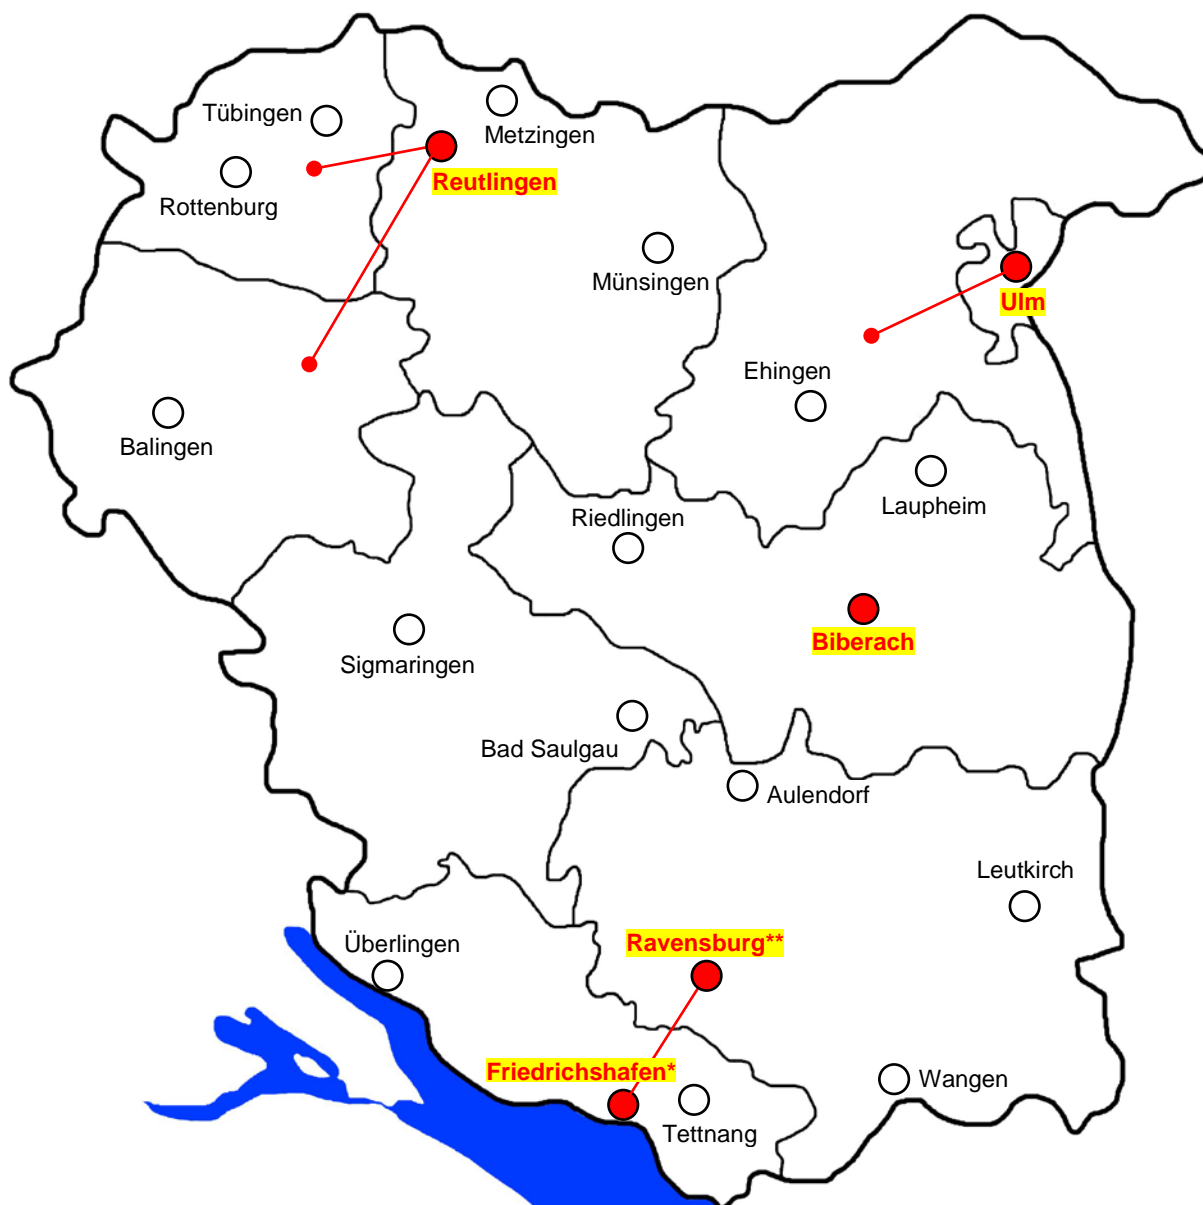 Tübingen
Metzingen
Reutlingen
Rottenburg
Münsingen
Ulm
Ehingen
Balingen
Laupheim
Riedlingen
Biberach
Sigmaringen
Bad Saulgau
Aulendorf
Leutkirch
Überlingen
Ravensburg**
Friedrichshafen*
Wangen
Tettnang